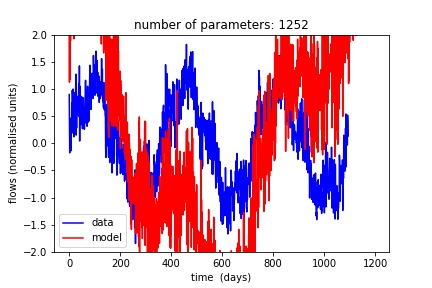 number of parameters: 1252
2.0
1.5
1.0
0.5
0.0
-0.5
-1.0
-1.5
-2.0
flows (normalised units)
data
model
0 200 400 600 800 1000 1200
time (days)